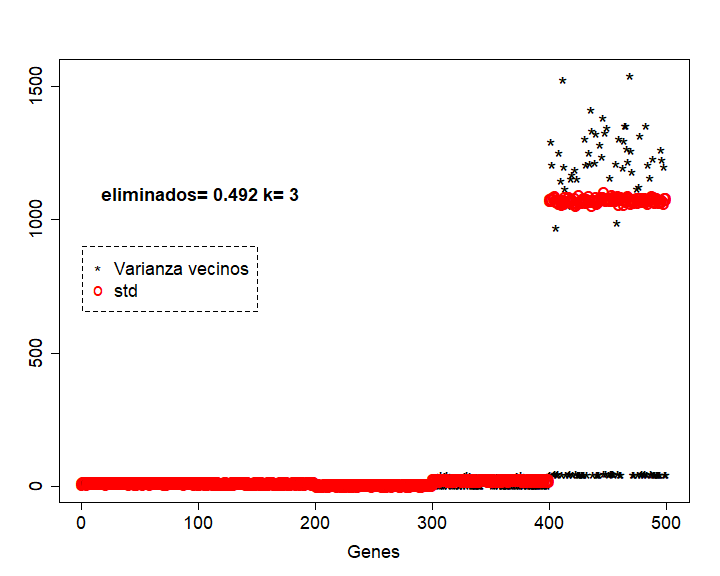 1500
1000
500
0
eliminados= 0.492 k= 3
* Varianza vecinos
o std
0 100 200 300 400 500
Genes